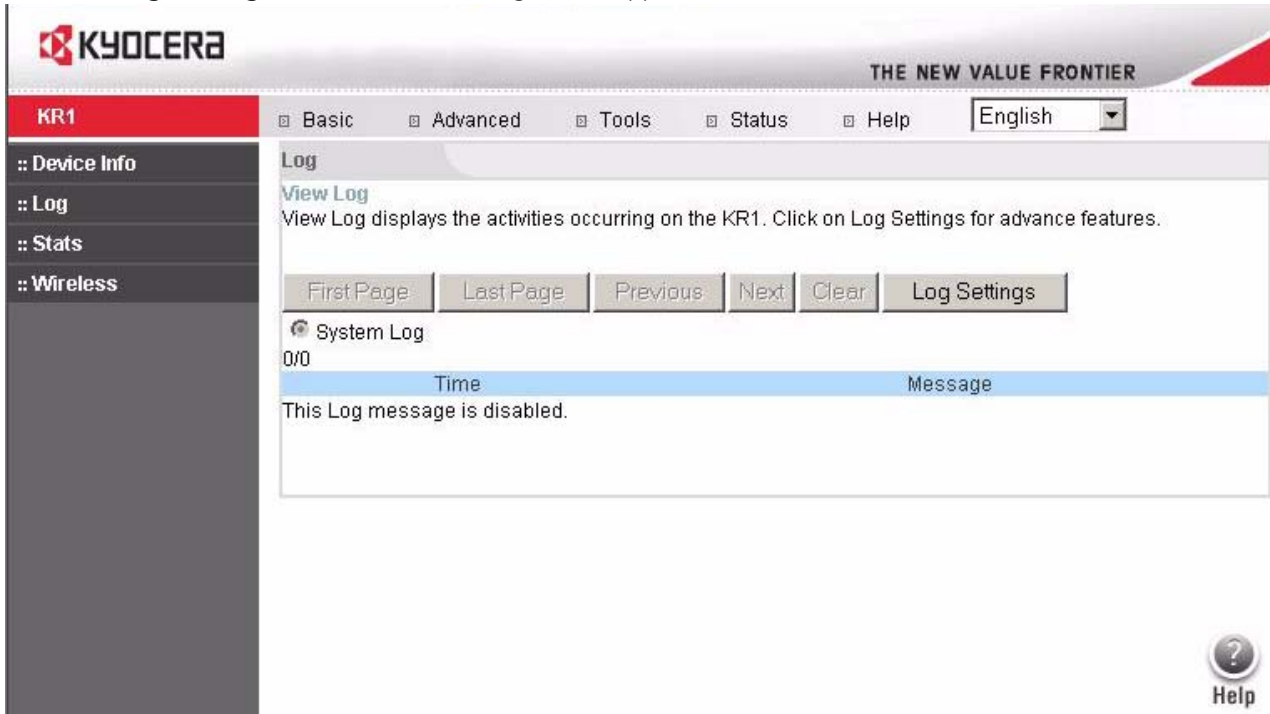 KYOCERA
THE NEW VALUE FRONTIER
KR1
Basic Advanced Tools Status Help English
:: Device Info
:: Log
:: Stats
:: Wireless
Log
View Log
View Log displays the activities occurring on the KR1. Click on Log Settings for advance features.
First Page Last Page Previous Next Clear Log Settings
System Log
0/0
Time Message
This Log message is disabled.
?
Help